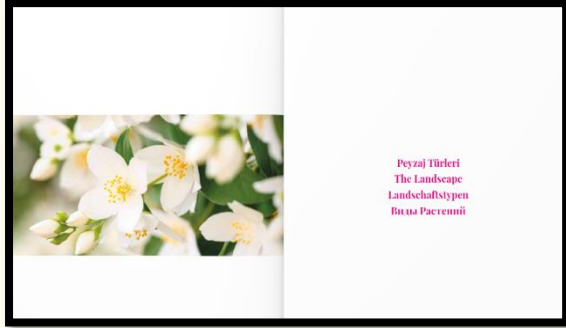 Peyzaj Türleri
The Landscape
Landschaftstypen
Виды Растений